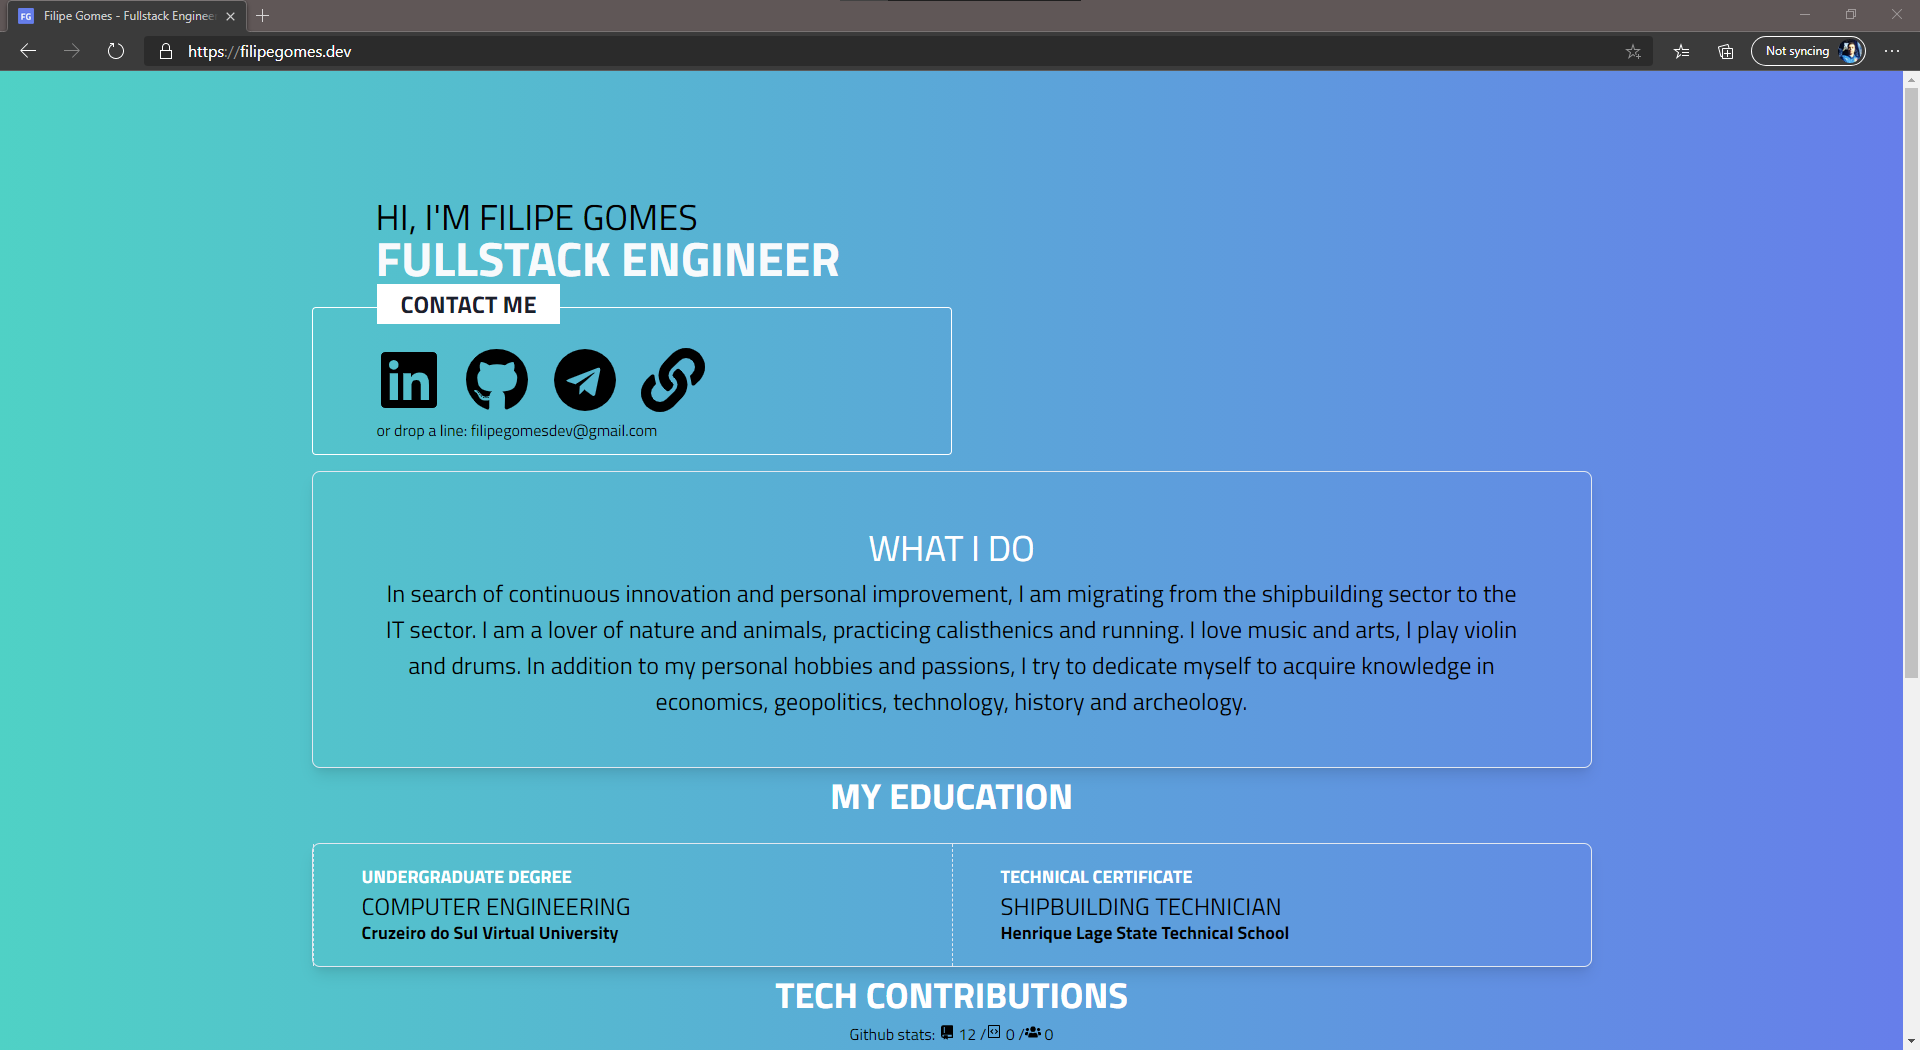 FG Filipe Gomes - Fullstack Enginee
https://filipegomes.dev
Not syncing
HI, I'M FILIPE GOMES
FULLSTACK ENGINEER
CONTACT ME
in
or drop a line: filipegomesdev@gmail.com
WHAT I DO
In search of continuous innovation and personal improvement, I am migrating from the shipbuilding sector to the
IT sector. I am a lover of nature and animals, practicing calisthenics and running. I love music and arts, I play violin
and drums. In addition to my personal hobbies and passions, I try to dedicate myself to acquire knowledge in
economics, geopolitics, technology, history and archeology.
MY EDUCATION
UNDERGRADUATE DEGREE
COMPUTER ENGINEERING
Cruzeiro do Sul Virtual University
TECHNICAL CERTIFICATE
SHIPBUILDING TECHNICIAN
Henrique Lage State Technical School
TECH CONTRIBUTIONS
Github stats: 12 / 0 / 0